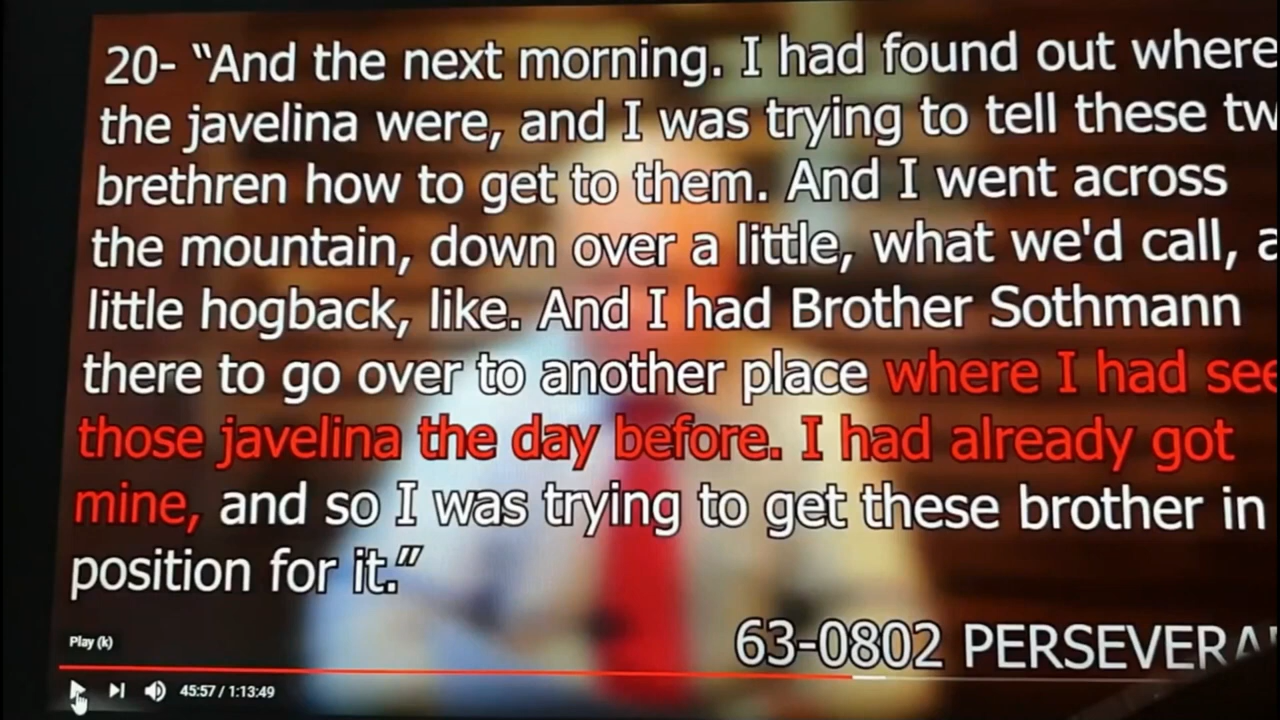 20- “And the next morning. I had found out where
the javelina were, and I was trying to tell these tw
brethren how to get to them. And I went across
the mountain, down over a little, what we'd call, a
little hogback, like. And I had Brother Sothmann
there to go over to another place where I had see
those javelina the day before. I had already got
mine, and so I was trying to get these brother in
position for it.”
63-0802 PERSEVERA
Play (k)
45:57 / 1:13:49